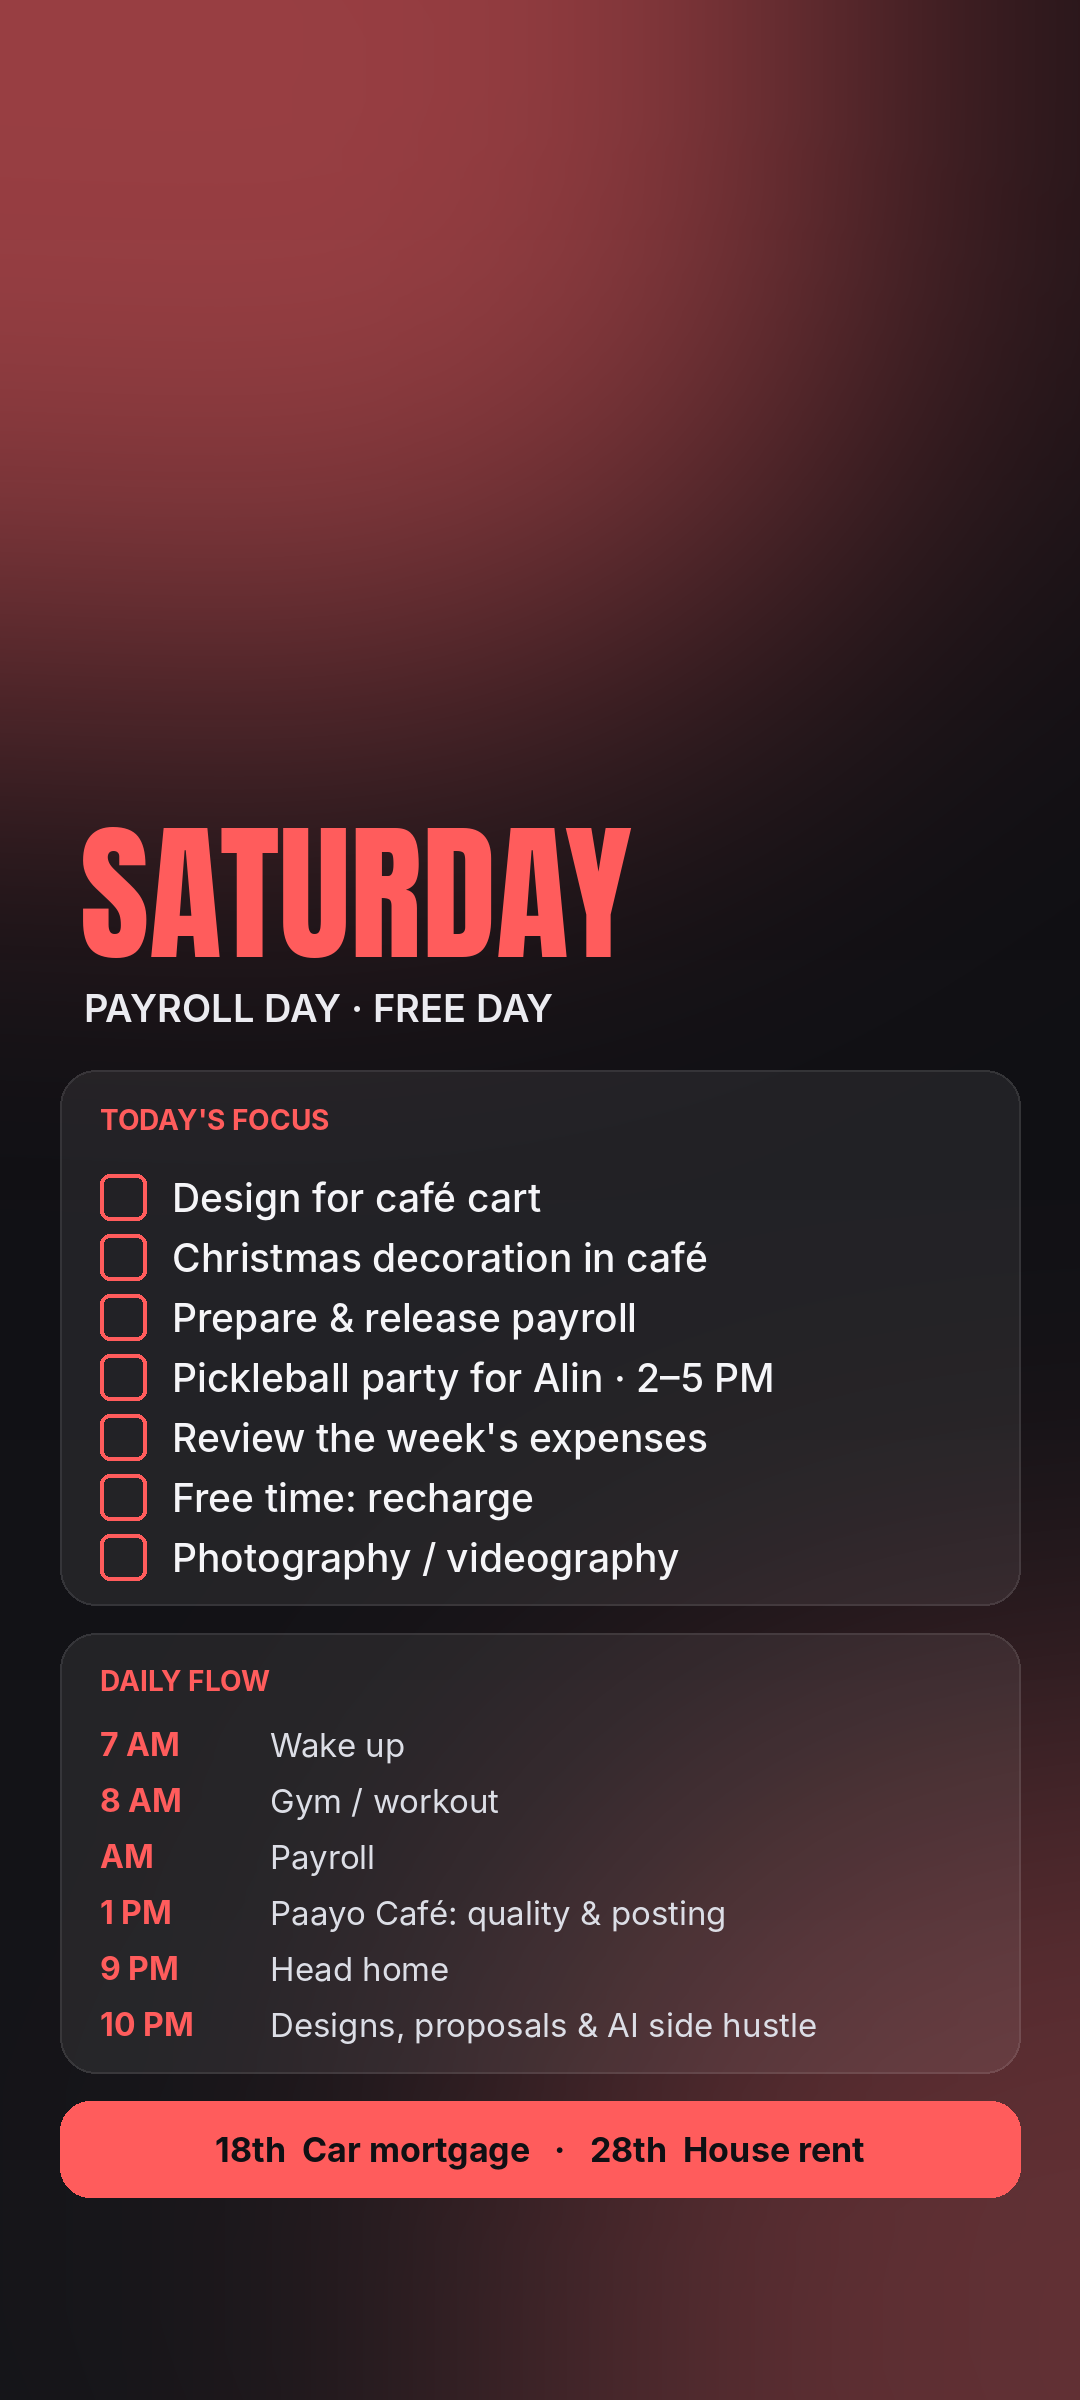 SATURDAY
PAYROLL DAY · FREE DAY
TODAY'S FOCUS
Design for café cart
Christmas decoration in café
Prepare & release payroll
Pickleball party for Alin · 2–5 PM
Review the week's expenses
Free time: recharge
Photography / videography
DAILY FLOW
7 AM Wake up
8 AM Gym / workout
AM Payroll
1 PM Paayo Café: quality & posting
9 PM Head home
10 PM Designs, proposals & AI side hustle
18th Car mortgage · 28th House rent